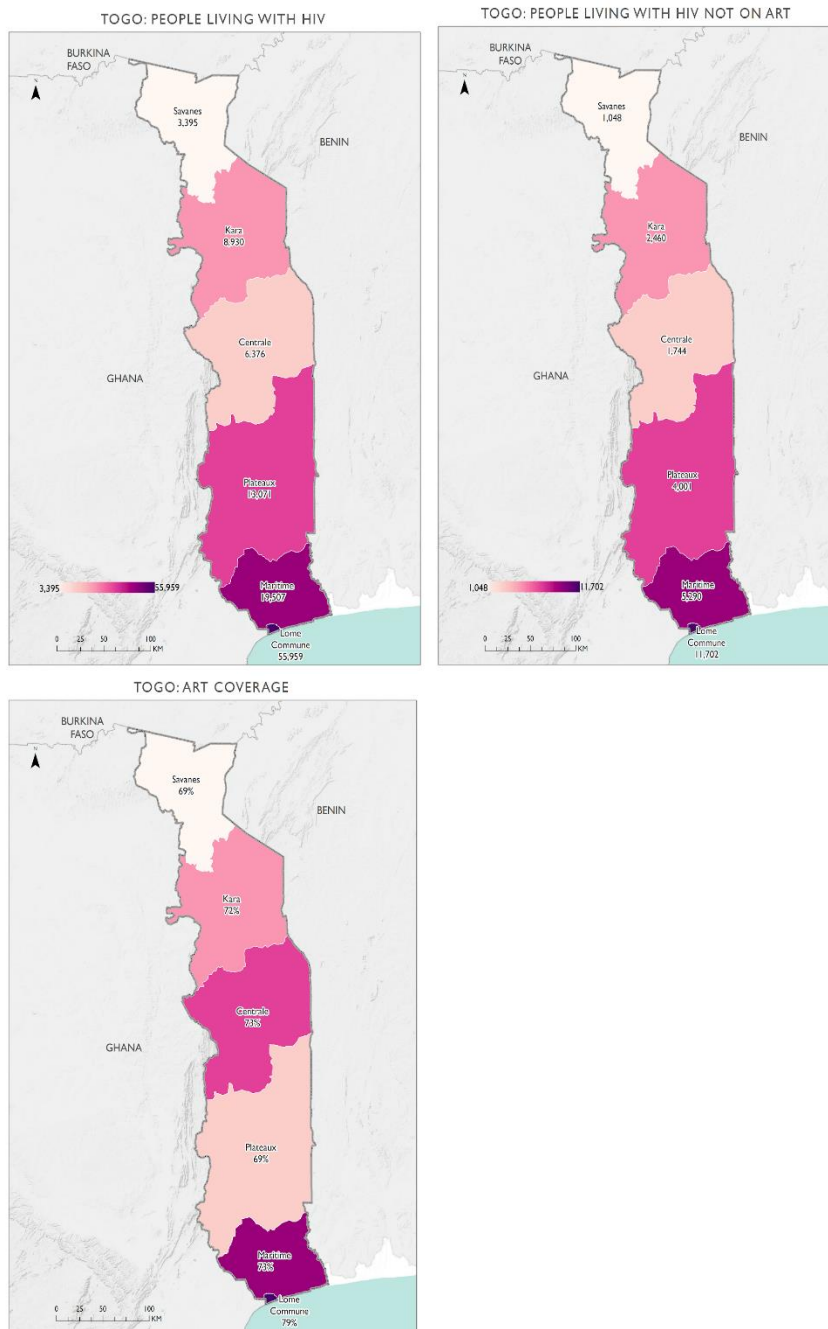 TOGO: PEOPLE LIVING WITH HIV
BURKINA
FASO
N
BENIN
Savanes
3,395
Kara
8,930
Centrale
6,376
GHANA
Plateaux
13,071
3,395
55,959
Maritime
19,507
Lome
Commune
55,959
0 25 50 100
KM
TOGO: PEOPLE LIVING WITH HIV NOT ON ART
BURKINA
FASO
N
BENIN
Savanes
1,048
Kara
2,460
Centrale
1,744
GHANA
Plateaux
4,001
1,048
11,702
Maritime
5,290
Lome
Commune
11,702
0 25 50 100
KM
TOGO: ART COVERAGE
BURKINA
FASO
N
BENIN
Savanes
69%
Kara
72%
Centrale
73%
GHANA
Plateaux
69%
Maritime
73%
Lome
Commune
79%
0 25 50 100
KM